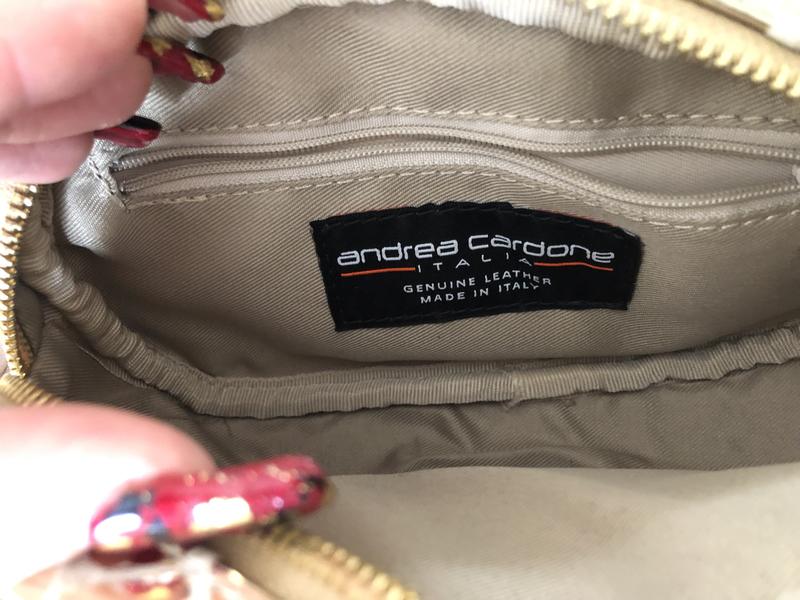 andrea cardone
ITALIA
GENUINE LEATHER
MADE IN ITALY